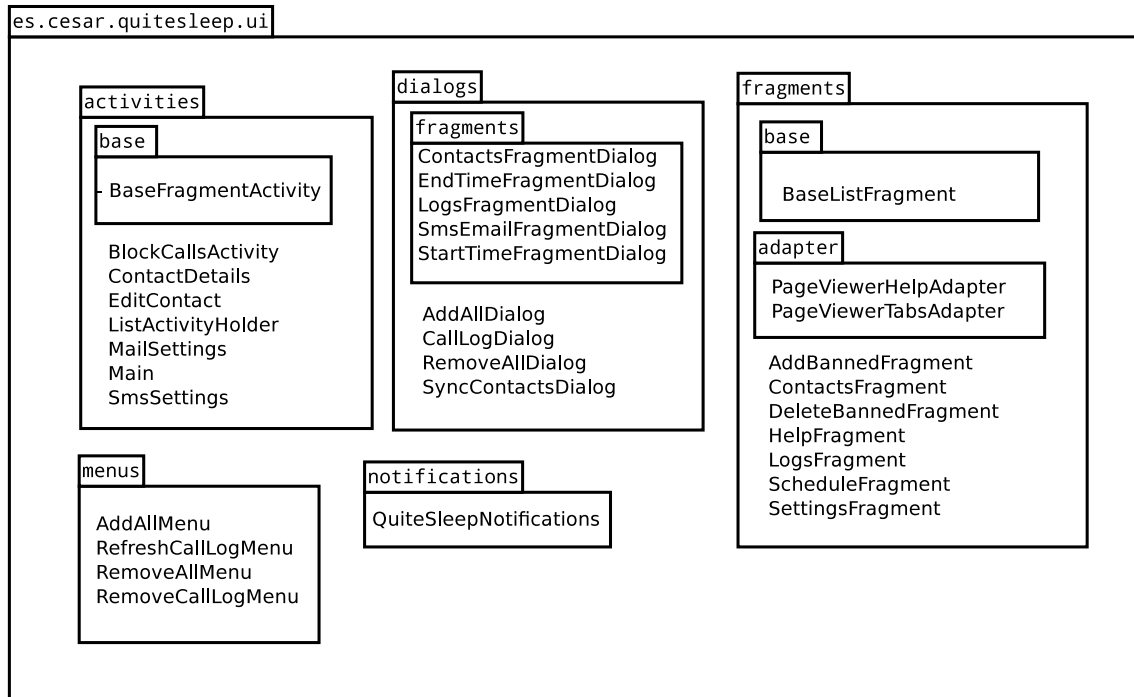 es.cesar.quitesleep.ui
activities
base
- BaseFragmentActivity
BlockCallsActivity
ContactDetails
EditContact
ListActivityHolder
MailSettings
Main
SmsSettings
dialogs
fragments
ContactsFragmentDialog
EndTimeFragmentDialog
LogsFragmentDialog
SmsEmailFragmentDialog
StartTimeFragmentDialog
AddAllDialog
CallLogDialog
RemoveAllDialog
SyncContactsDialog
fragments
base
BaseListFragment
adapter
PageViewerHelpAdapter
PageViewerTabsAdapter
AddBannedFragment
ContactsFragment
DeleteBannedFragment
HelpFragment
LogsFragment
ScheduleFragment
SettingsFragment
menus
AddAllMenu
RefreshCallLogMenu
RemoveAllMenu
RemoveCallLogMenu
notifications
QuiteSleepNotifications